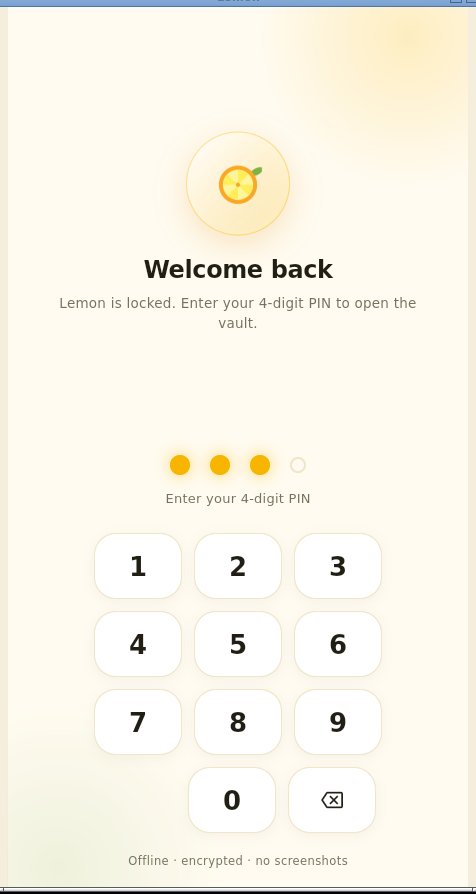 Welcome back
Lemon is locked. Enter your 4-digit PIN to open the
vault.
Enter your 4-digit PIN
1 2 3
4 5 6
7 8 9
0
Offline · encrypted · no screenshots